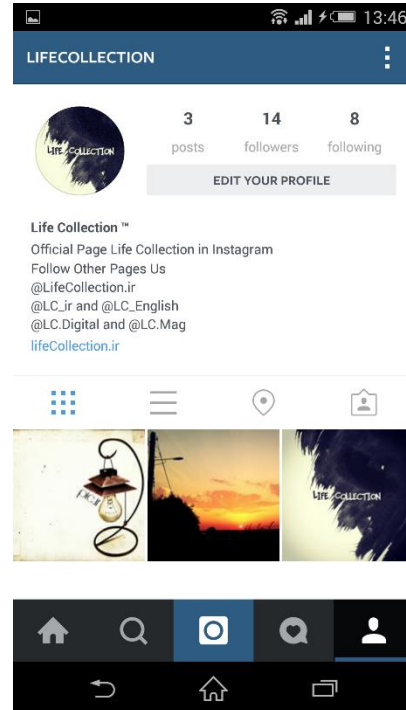 13:46
LIFECOLLECTION
LIFE COLLECTION
3 14 8
posts followers following
EDIT YOUR PROFILE
Life Collection ™
Official Page Life Collection in Instagram
Follow Other Pages Us
@LifeCollection.ir
@LC_ir and @LC_English
@LC.Digital and @LC.Mag
lifeCollection.ir
LIFE COLLECTION